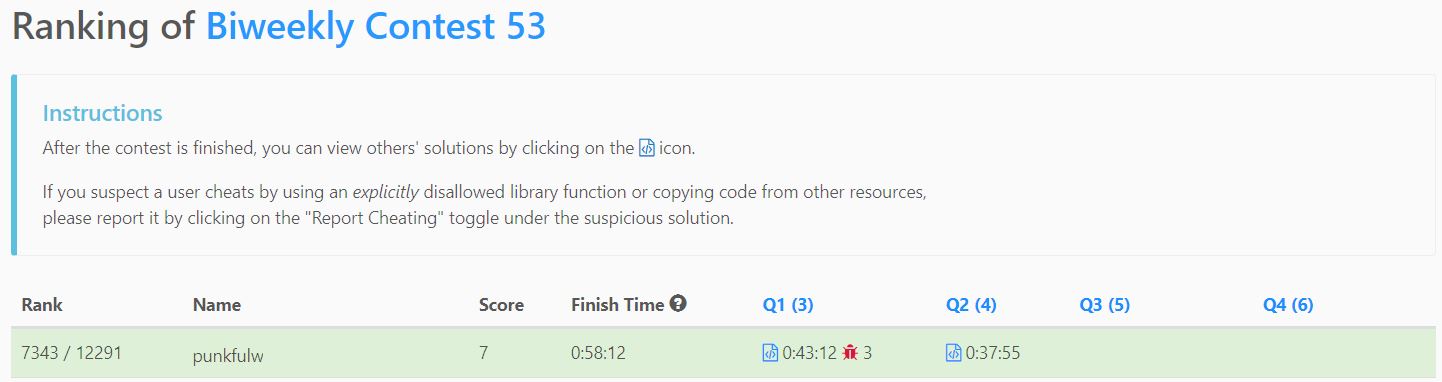 Ranking of Biweekly Contest 53
Instructions
After the contest is finished, you can view others' solutions by clicking on the icon.
If you suspect a user cheats by using an explicitly disallowed library function or copying code from other resources,
please report it by clicking on the "Report Cheating" toggle under the suspicious solution.
Rank Name Score Finish Time Q1 (3) Q2 (4) Q3 (5) Q4 (6)
7343 / 12291 punkfulw 7 0:58:12 0:43:12 3 0:37:55